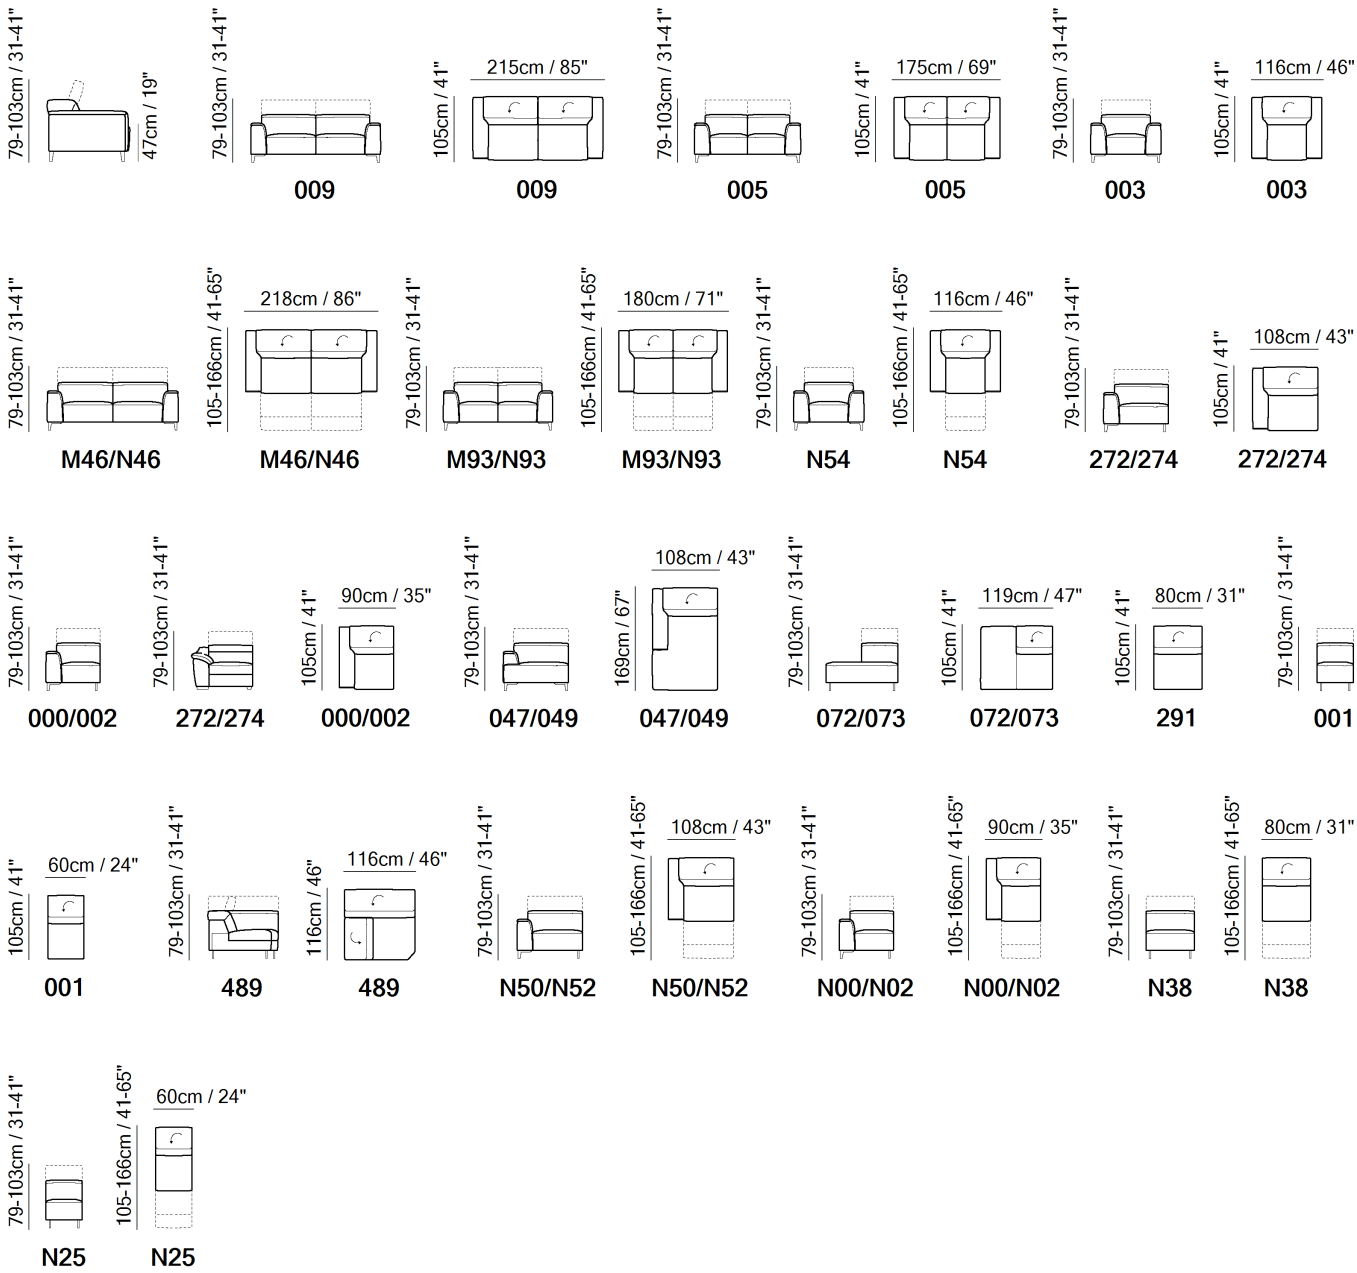 79-103cm / 31-41"
47cm / 19"
79-103cm / 31-41"
009
105cm / 41"
215cm / 85"
009
79-103cm / 31-41"
005
105cm / 41"
175cm / 69"
005
79-103cm / 31-41"
003
105cm / 41"
116cm / 46"
003
79-103cm / 31-41"
M46/N46
105-166cm / 41-65"
218cm / 86"
M46/N46
79-103cm / 31-41"
M93/N93
105-166cm / 41-65"
180cm / 71"
M93/N93
79-103cm / 31-41"
N54
105-166cm / 41-65"
116cm / 46"
N54
79-103cm / 31-41"
272/274
105cm / 41"
108cm / 43"
272/274
79-103cm / 31-41"
000/002
79-103cm / 31-41"
272/274
105cm / 41"
90cm / 35"
000/002
79-103cm / 31-41"
047/049
169cm / 67"
108cm / 43"
047/049
79-103cm / 31-41"
072/073
105cm / 41"
119cm / 47"
072/073
105cm / 41"
80cm / 31"
291
79-103cm / 31-41"
001
105cm / 41"
60cm / 24"
001
79-103cm / 31-41"
489
116cm / 46"
116cm / 46"
489
79-103cm / 31-41"
N50/N52
105-166cm / 41-65"
108cm / 43"
N50/N52
79-103cm / 31-41"
N00/N02
105-166cm / 41-65"
90cm / 35"
N00/N02
79-103cm / 31-41"
N38
105-166cm / 41-65"
80cm / 31"
N38
79-103cm / 31-41"
N25
105-166cm / 41-65"
60cm / 24"
N25